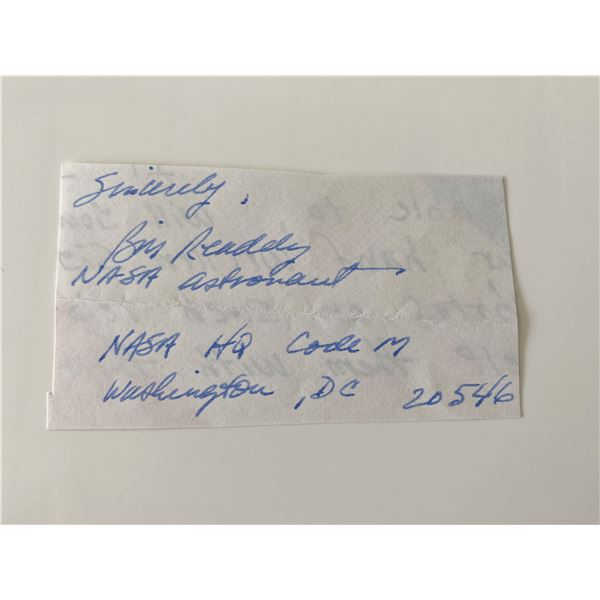 Sincerely,
Bill Readdy
NASA astronaut
NASA HQ Code M
Washington, DC 20546